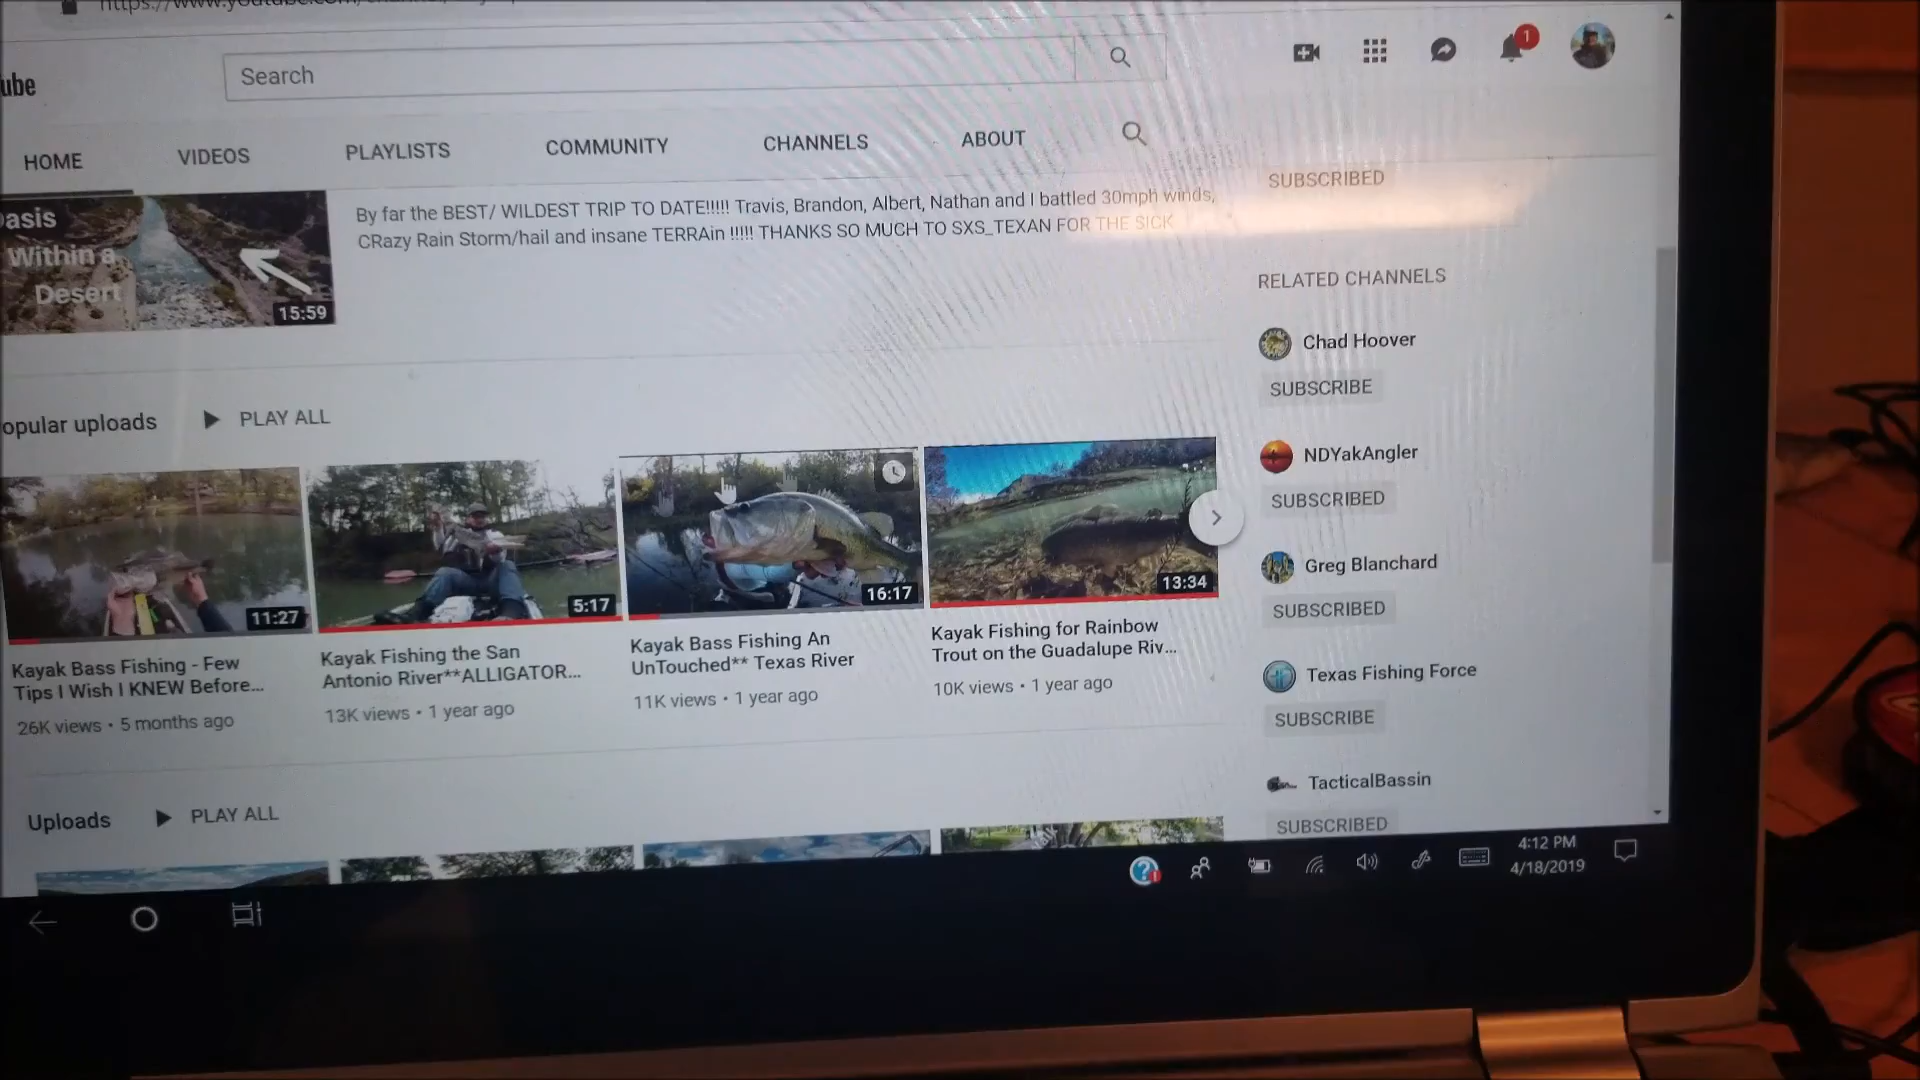 ube
Search
1
HOME
VIDEOS
PLAYLISTS
COMMUNITY
CHANNELS
ABOUT
SUBSCRIBED
asis
Within a
Desert
15:59
By far the BEST/ WILDEST TRIP TO DATE!!!!! Travis, Brandon, Albert, Nathan and I battled 30mph winds,
CRazy Rain Storm/hail and insane TERRAin !!!!! THANKS SO MUCH TO SXS_TEXAN FOR THE SICK
RELATED CHANNELS
Chad Hoover
SUBSCRIBE
NDYakAngler
SUBSCRIBED
Greg Blanchard
SUBSCRIBED
Texas Fishing Force
SUBSCRIBE
TacticalBassin
SUBSCRIBED
opular uploads
PLAY ALL
11:27
5:17
16:17
13:34
Kayak Bass Fishing - Few
Tips I Wish I KNEW Before...
26K views • 5 months ago
Kayak Fishing the San
Antonio River**ALLIGATOR...
13K views • 1 year ago
Kayak Bass Fishing An
UnTouched** Texas River
11K views • 1 year ago
Kayak Fishing for Rainbow
Trout on the Guadalupe Riv...
10K views • 1 year ago
Uploads
PLAY ALL
4:12 PM
4/18/2019